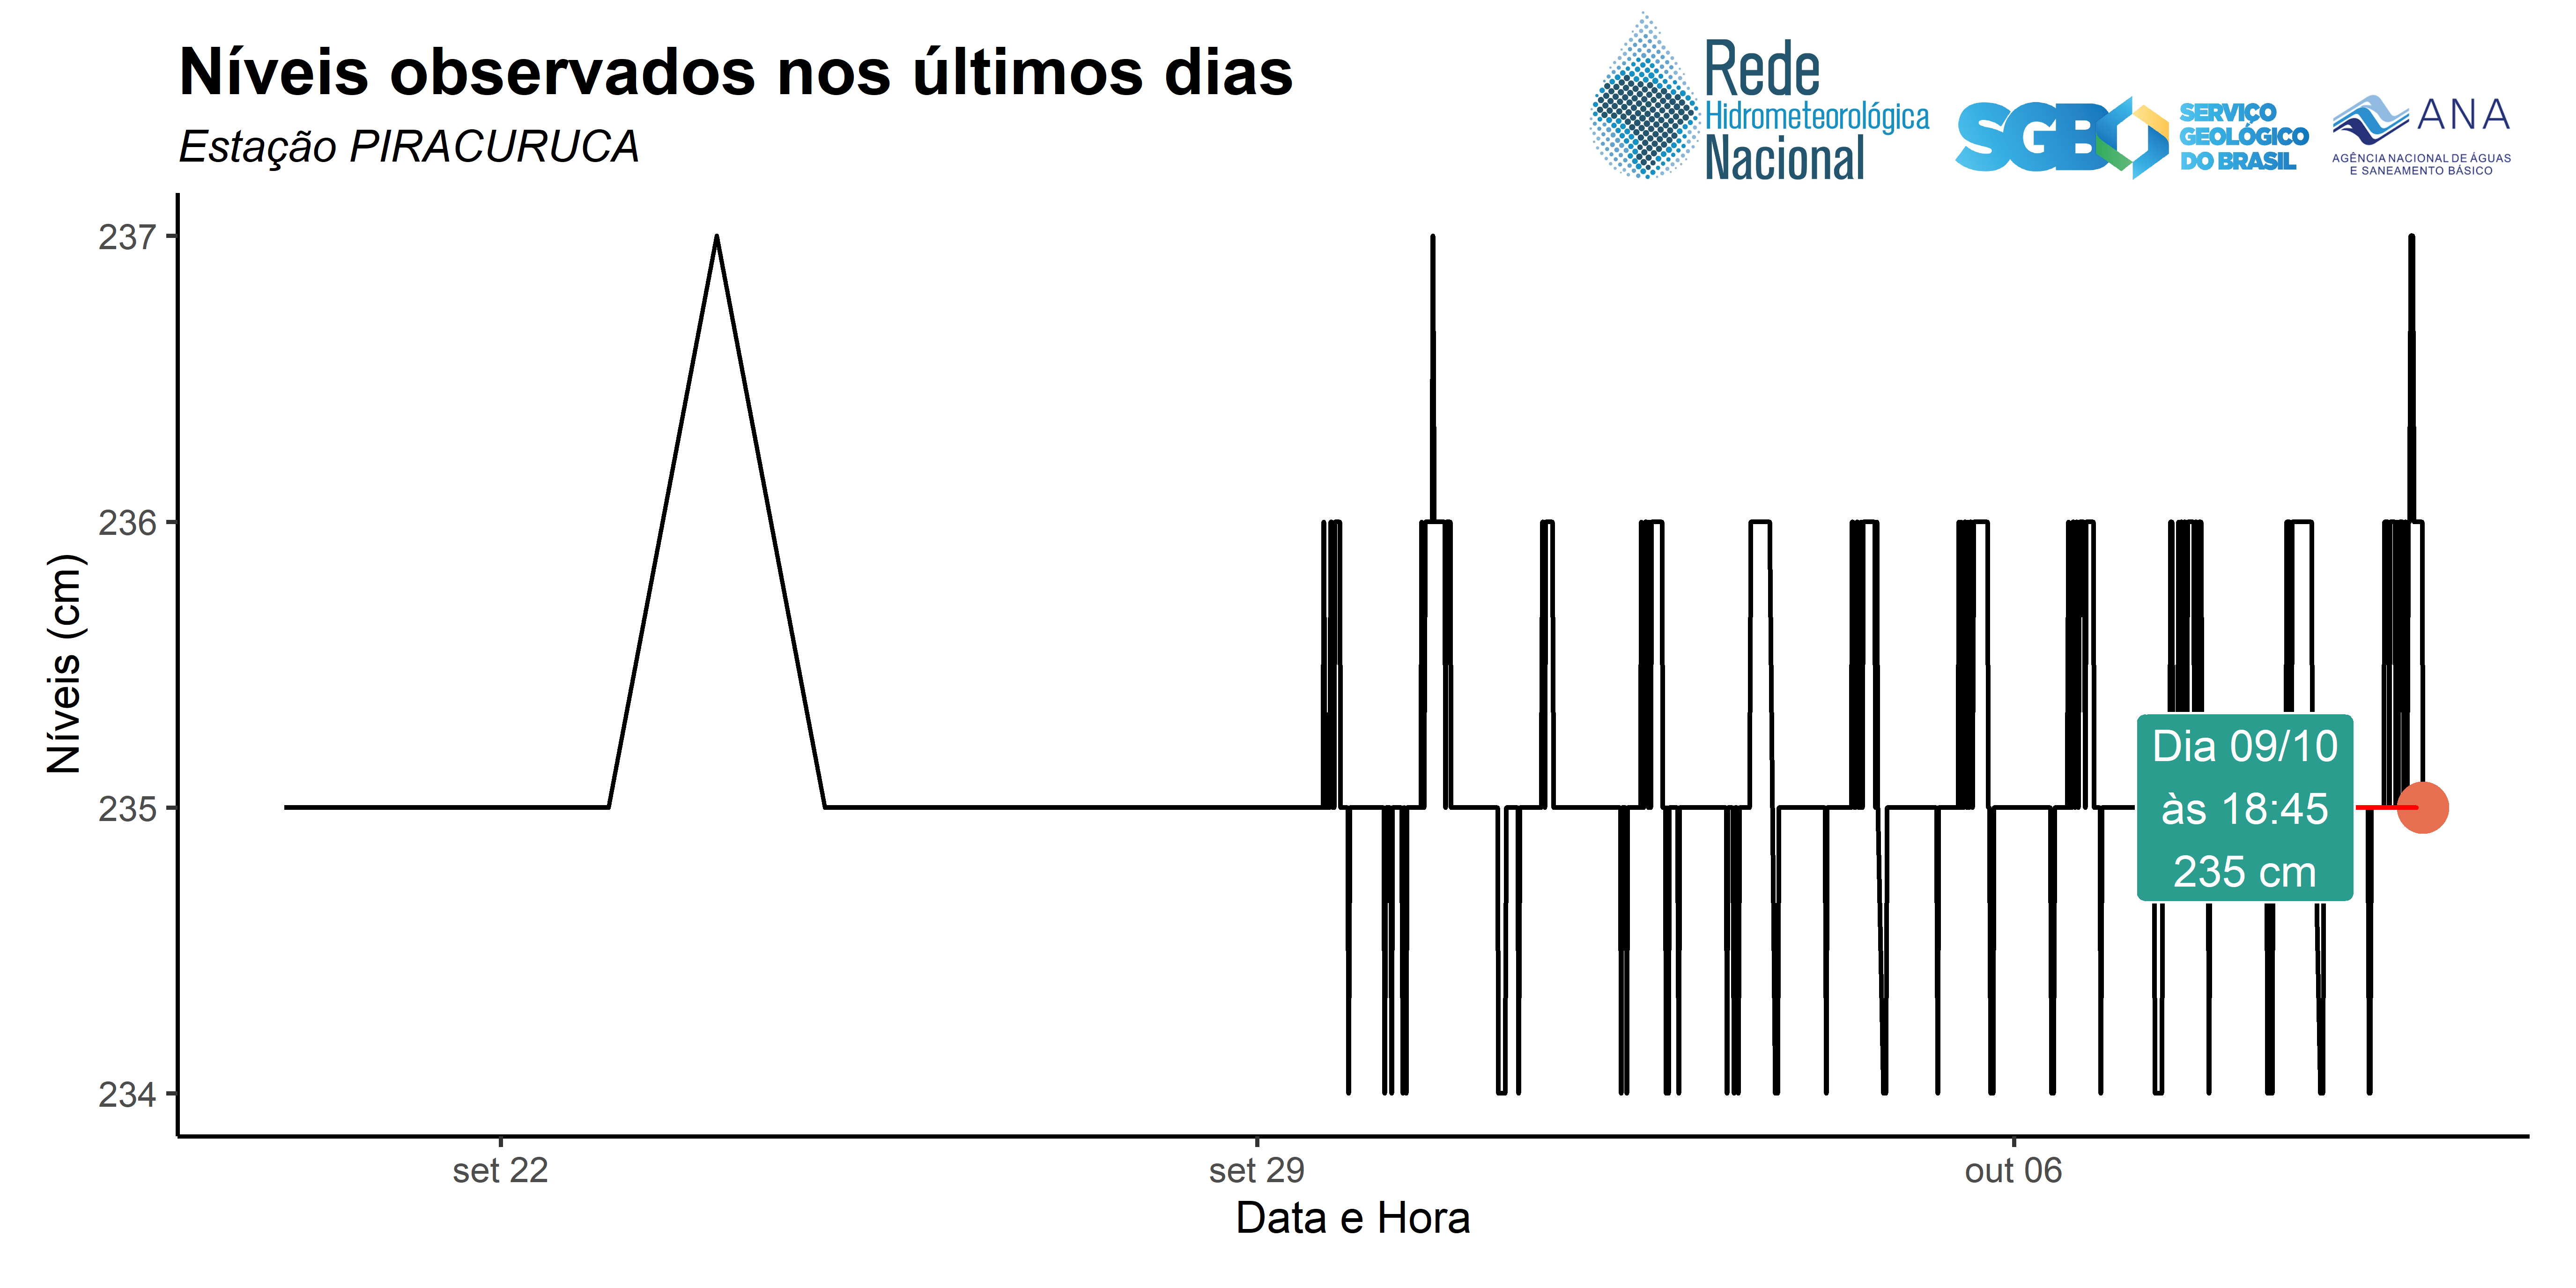 Níveis observados nos últimos dias
Estação PIRACURUCA
Rede
Hidrometeorológica
Nacional
SGB
SERVIÇO
GEOLÓGICO
DO BRASIL
ANA
AGÊNCIA NACIONAL DE ÁGUAS
E SANEAMENTO BÁSICO
Níveis (cm)
237
236
235
234
Dia 09/10
às 18:45
235 cm
set 22
set 29
out 06
Data e Hora